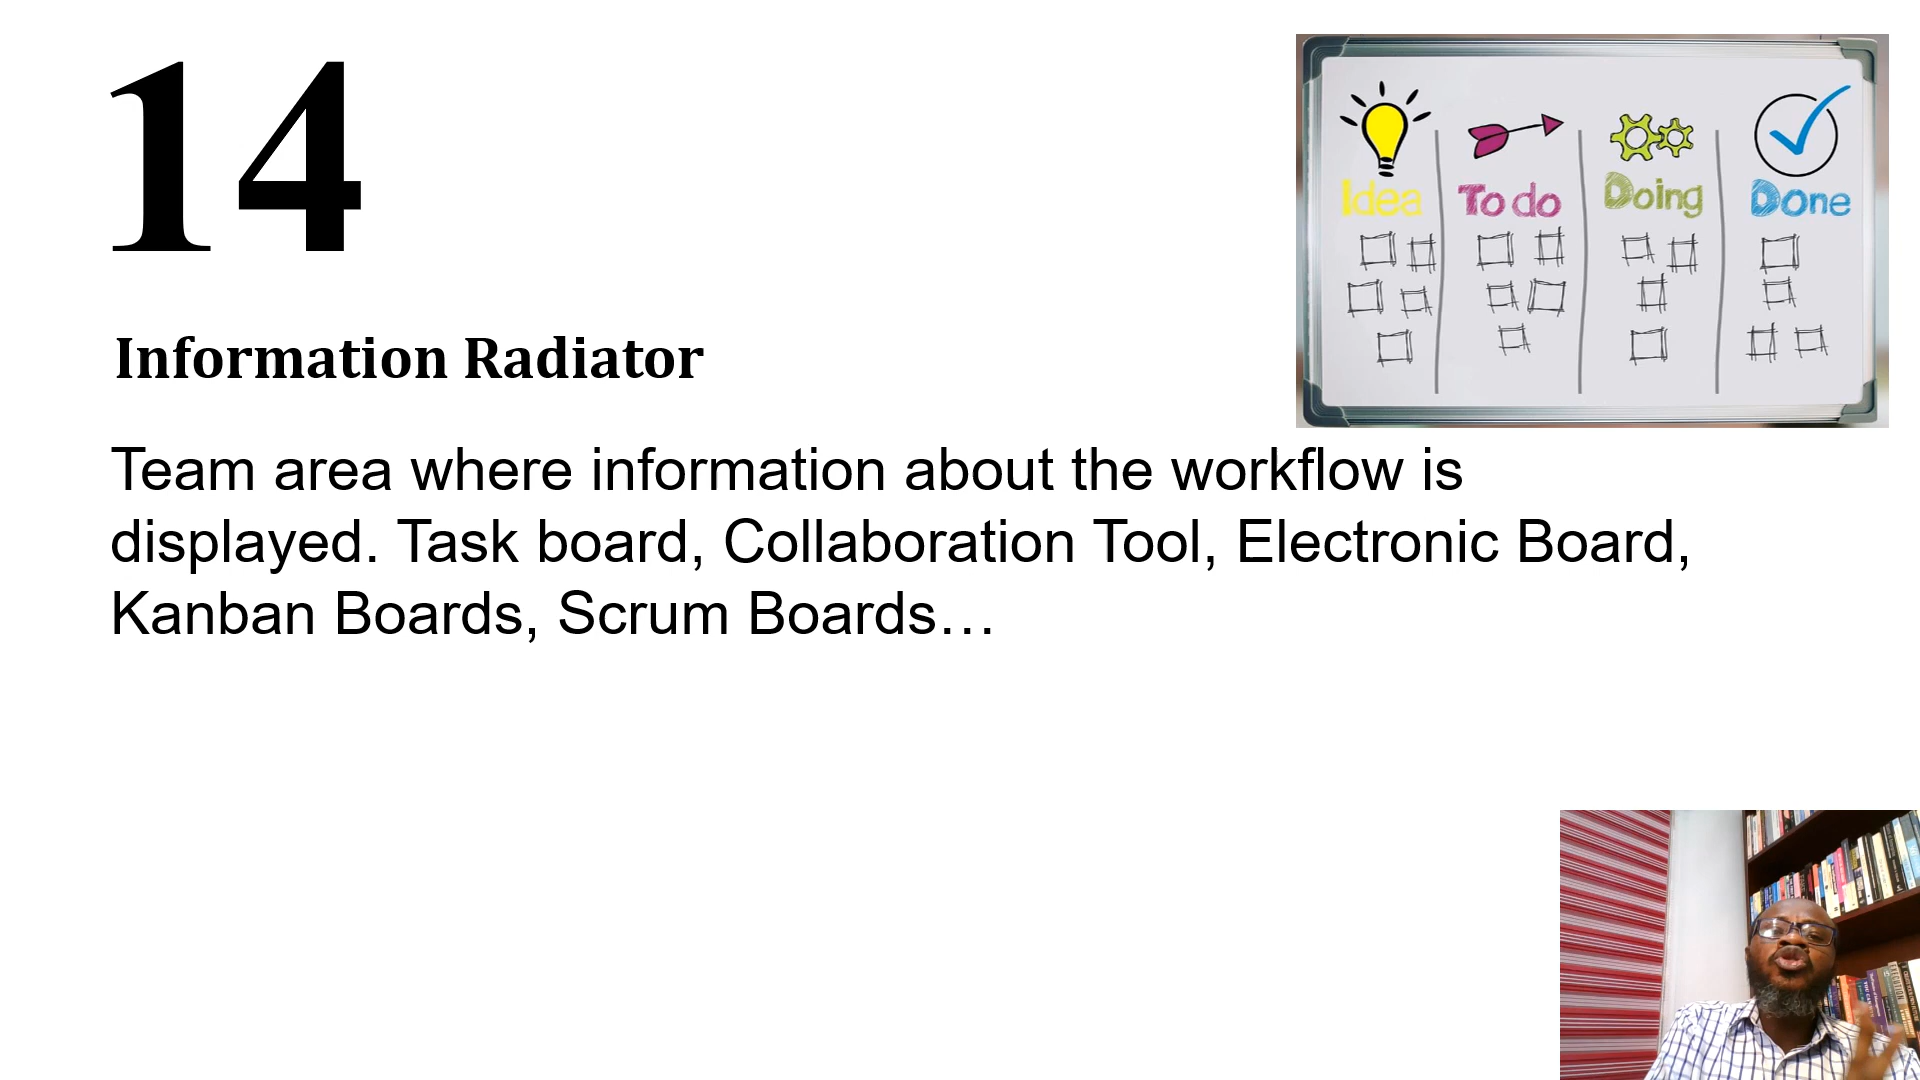 14
Information Radiator
Team area where information about the workflow is
displayed. Task board, Collaboration Tool, Electronic Board,
Kanban Boards, Scrum Boards…
Idea
To do
Doing
Done